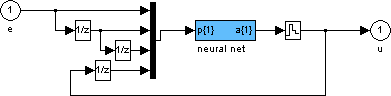 1
e
1/z
1/z
1/z
p{1} a{1}
neural net
1
u